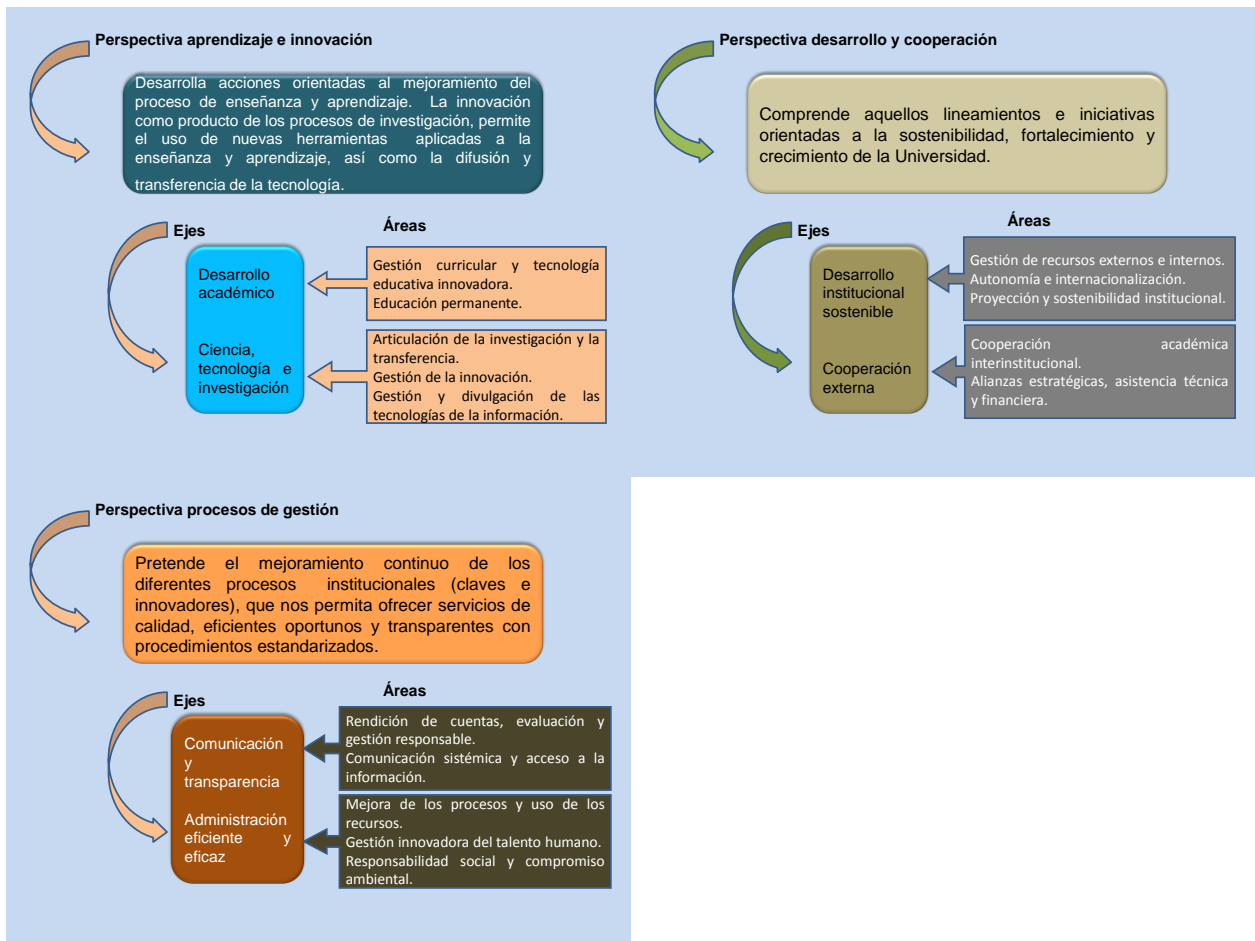 Perspectiva aprendizaje e innovación
Desarrolla acciones orientadas al mejoramiento del
proceso de enseñanza y aprendizaje. La innovación
como producto de los procesos de investigación, permite
el uso de nuevas herramientas aplicadas a la
enseñanza y aprendizaje, así como la difusión y
transferencia de la tecnología.
Ejes
Áreas
Desarrollo
académico
Gestión curricular y tecnología
educativa innovadora.
Educación permanente.
Ciencia,
tecnología e
investigación
Articulación de la investigación y la
transferencia.
Gestión de la innovación.
Gestión y divulgación de las
tecnologías de la información.
Perspectiva desarrollo y cooperación
Comprende aquellos lineamientos e iniciativas
orientadas a la sostenibilidad, fortalecimiento y
crecimiento de la Universidad.
Ejes
Áreas
Desarrollo
institucional
sostenible
Gestión de recursos externos e internos.
Autonomía e internacionalización.
Proyección y sostenibilidad institucional.
Cooperación
externa
Cooperación académica
interinstitucional.
Alianzas estratégicas, asistencia técnica
y financiera.
Perspectiva procesos de gestión
Pretende el mejoramiento continuo de los
diferentes procesos institucionales (claves e
innovadores), que nos permita ofrecer servicios de
calidad, eficientes oportunos y transparentes con
procedimientos estandarizados.
Ejes
Áreas
Comunicación
y
transparencia
Rendición de cuentas, evaluación y
gestión responsable.
Comunicación sistémica y acceso a la
información.
Administración
eficiente y
eficaz
Mejora de los procesos y uso de los
recursos.
Gestión innovadora del talento humano.
Responsabilidad social y compromiso
ambiental.